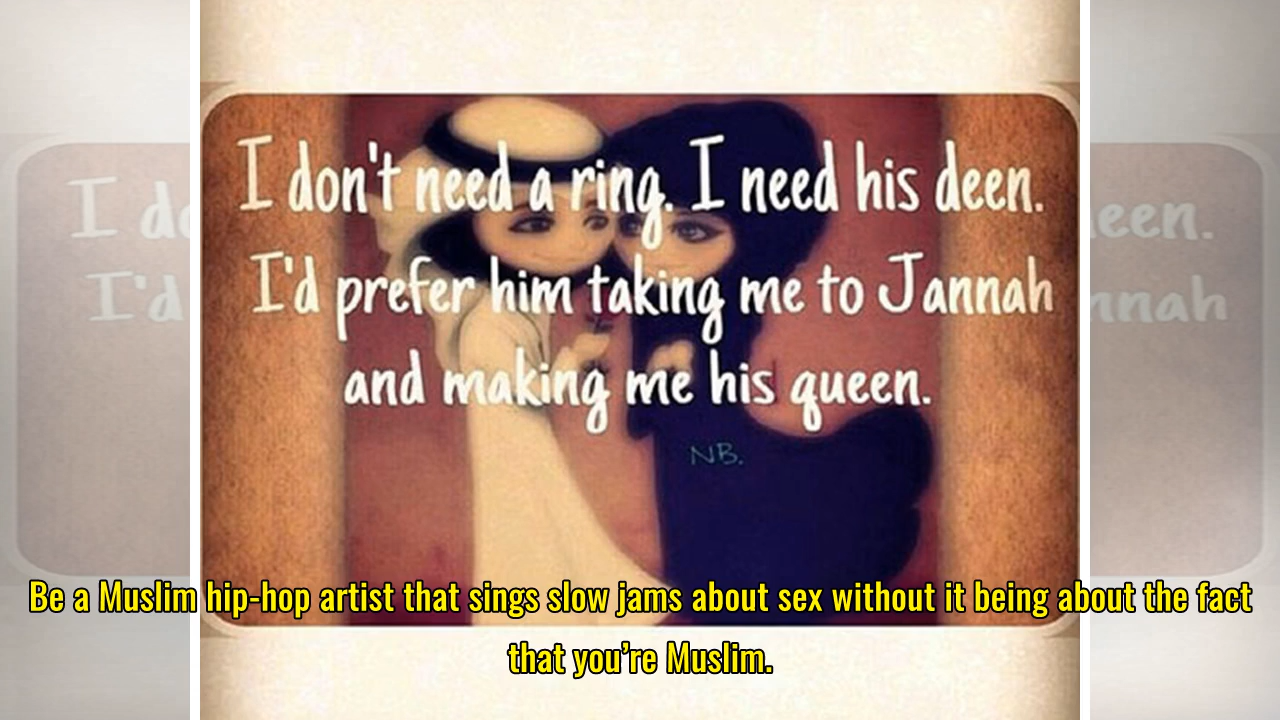 I don't need a ring. I need his deen.
I'd prefer him taking me to Jannah
and making me his queen.
NB.
Be a Muslim hip-hop artist that sings slow jams about sex without it being about the fact
that you’re Muslim.